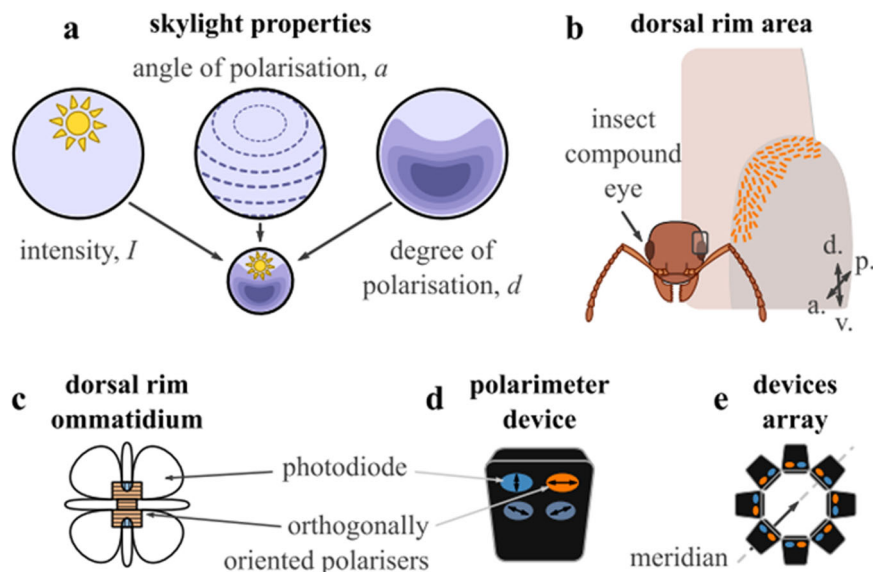 a
skylight properties
angle of polarisation, a
intensity, I
degree of
polarisation, d
b
dorsal rim area
insect
compound
eye
d.
p.
a.
v.
c
dorsal rim
ommatidium
photodiode
orthogonally
oriented polarisers
d
polarimeter
device
e
devices
array
meridian